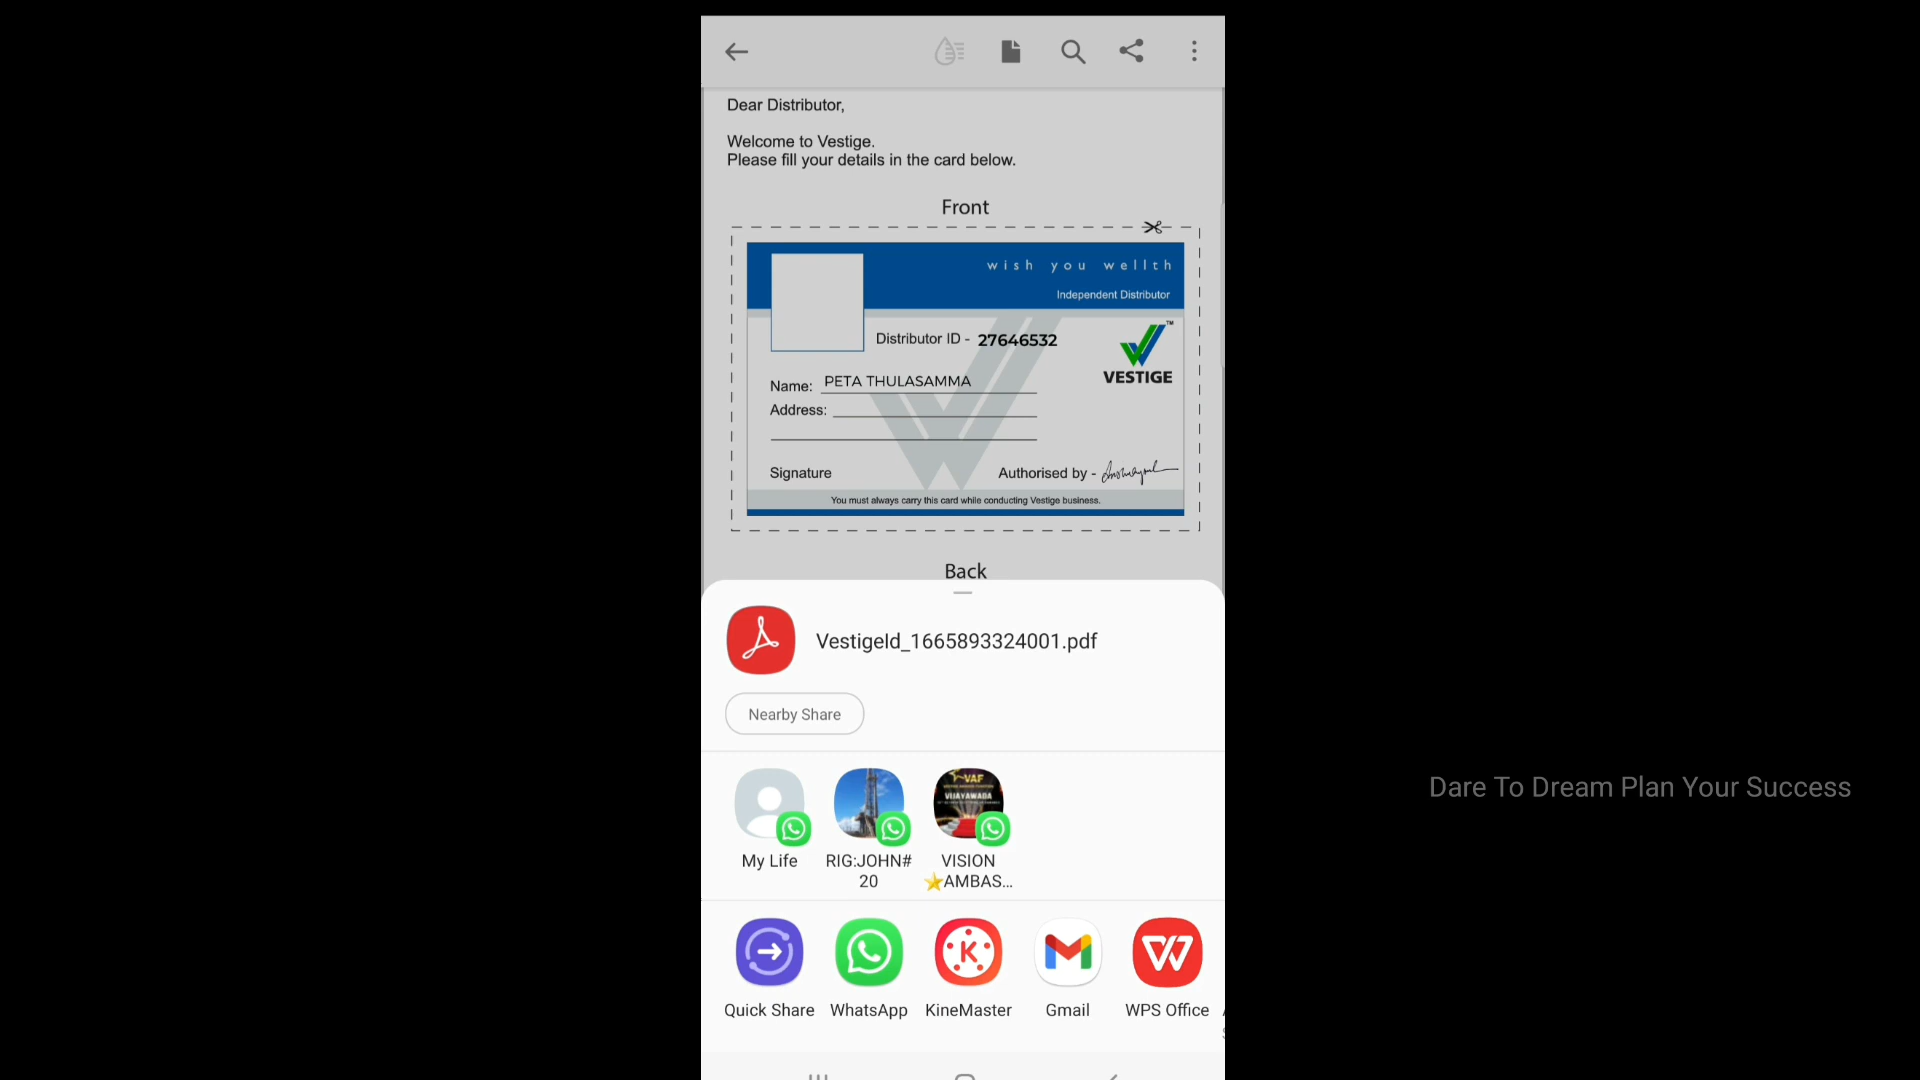 Dear Distributor,
Welcome to Vestige.
Please fill your details in the card below.
Front
wish you wellth
Independent Distributor
Distributor ID - 27646532
TM
VESTIGE
Name: PETA THULASAMMA
Address:
Signature
Authorised by -
You must always carry this card while conducting Vestige business.
Back
VestigeId_1665893324001.pdf
Nearby Share
VAF
VIJAYAWADA
My Life
RIG:JOHN#
20
VISION
⭐AMBAS...
Quick Share
WhatsApp
KineMaster
Gmail
WPS Office
Dare To Dream Plan Your Success